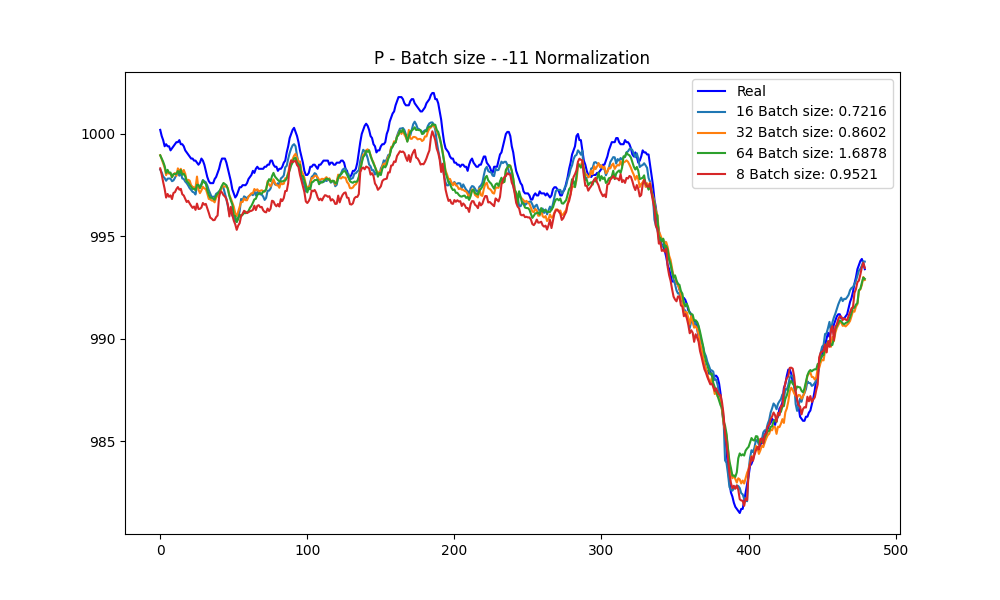 P - Batch size - -11 Normalization
Real
16 Batch size: 0.7216
32 Batch size: 0.8602
64 Batch size: 1.6878
8 Batch size: 0.9521
1000
995
990
985
0 100 200 300 400 500